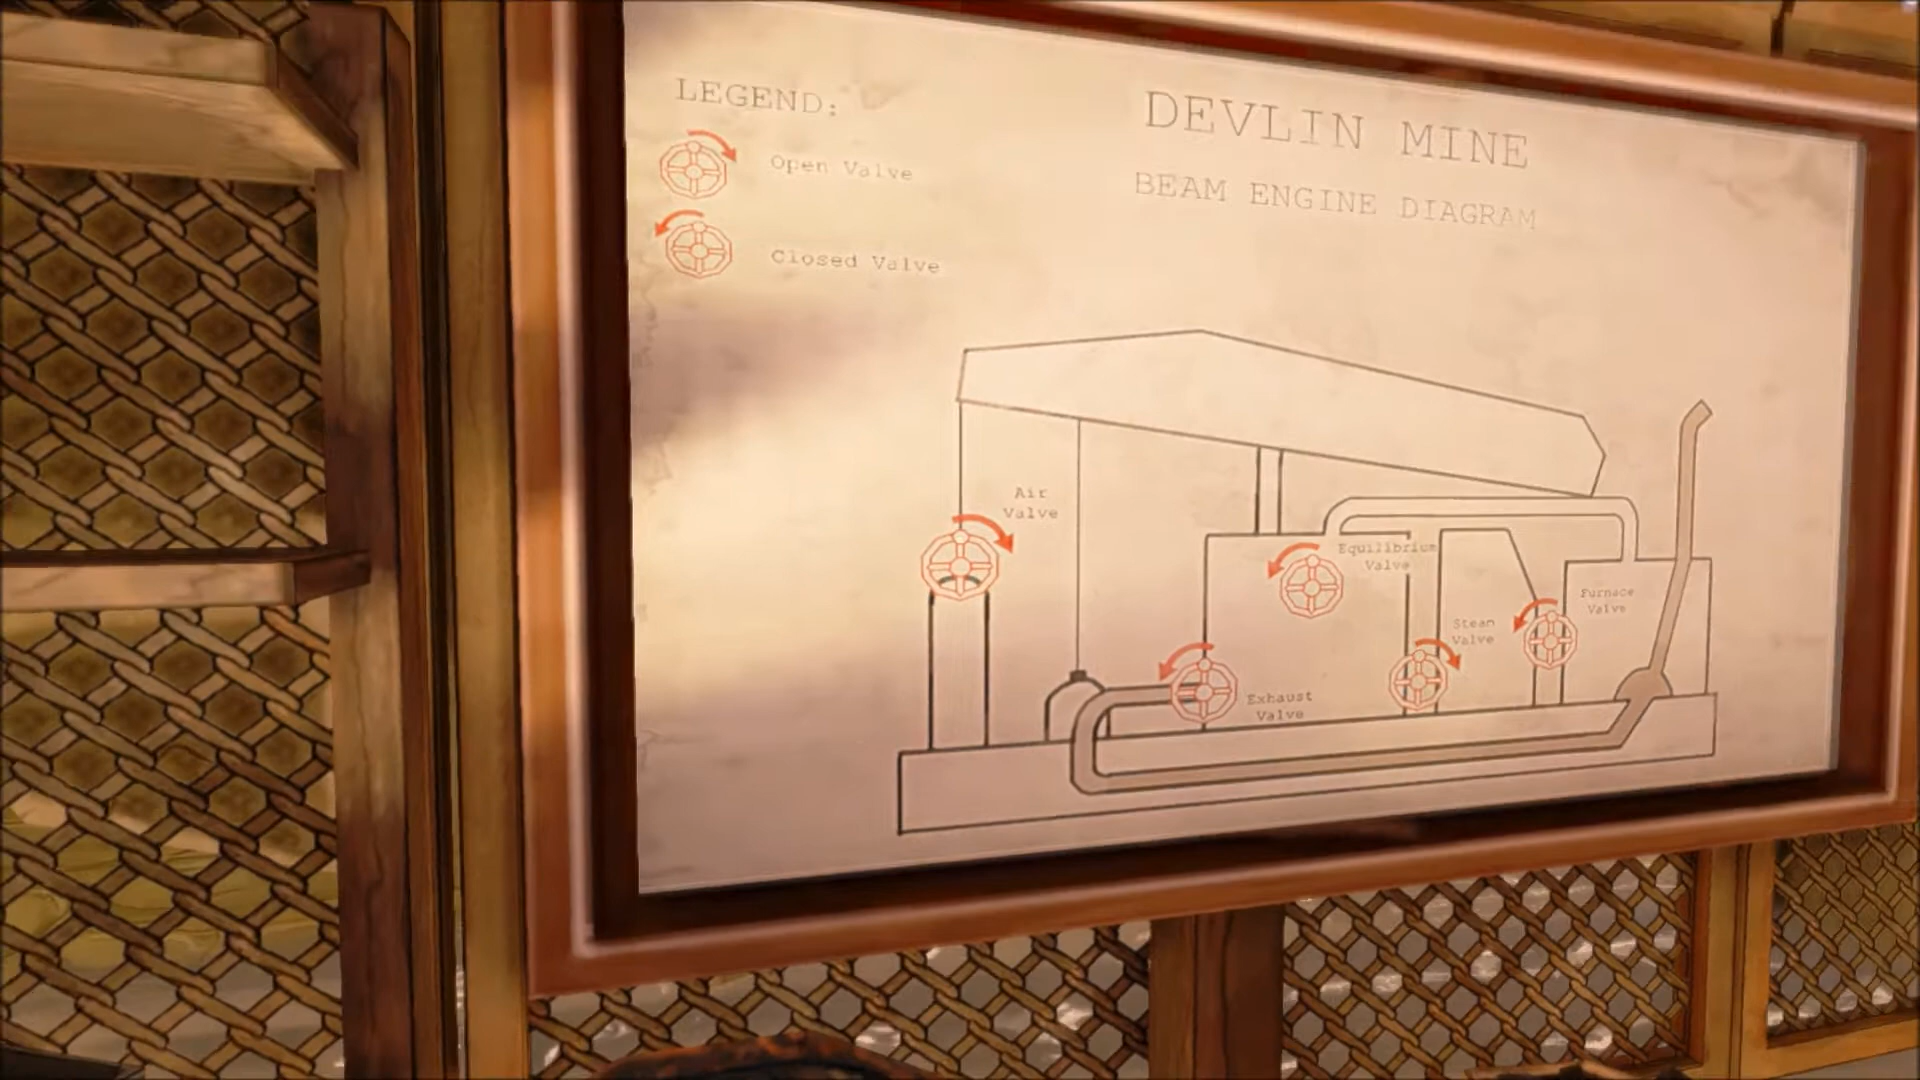 LEGEND:
Open Valve
Closed Valve
DEVLIN MINE
BEAM ENGINE DIAGRAM
Air
Valve
Equilibrium
Valve
Furnace
Valve
Steam
Valve
Exhaust
Valve